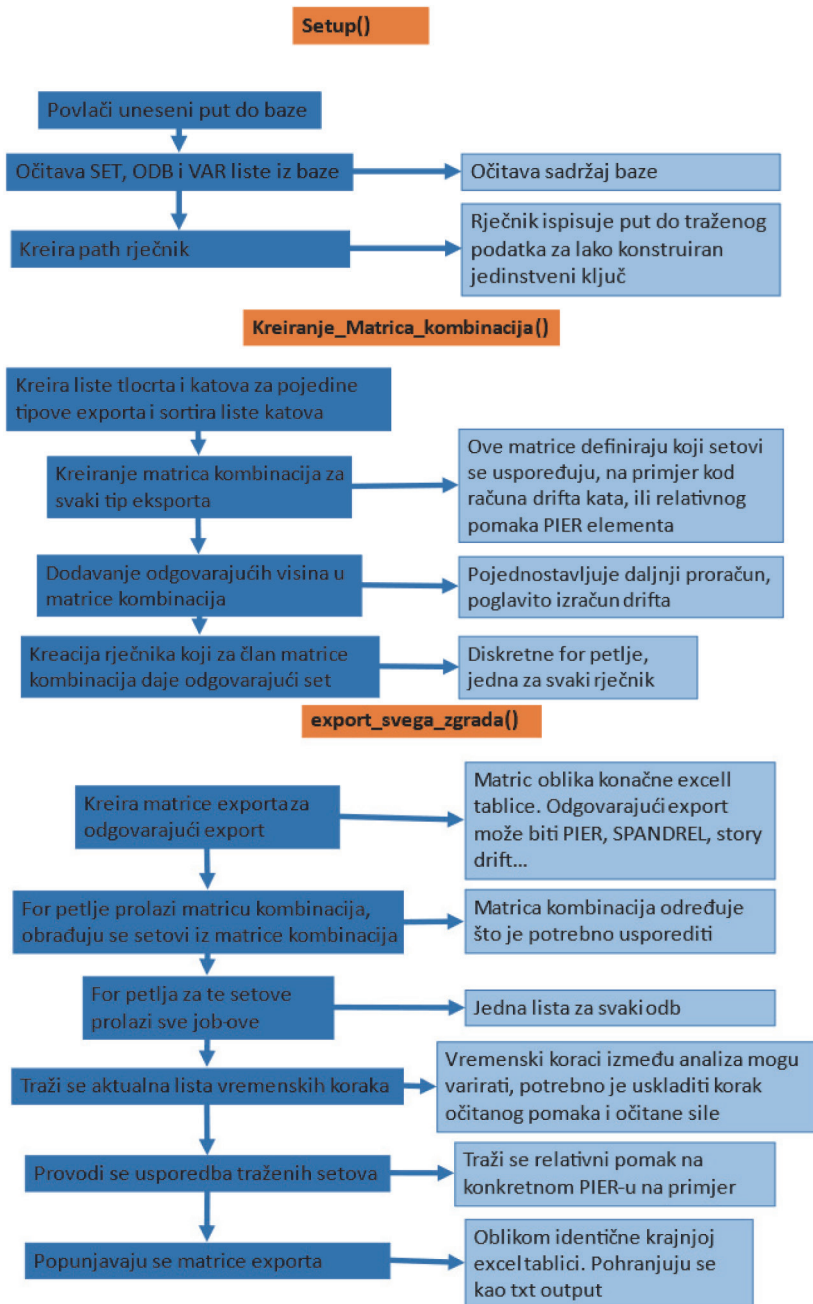 Setup()
Povlači uneseni put do baze
Očitava SET, ODB i VAR liste iz baze
Očitava sadržaj baze
Kreira path rječnik
Rječnik ispisuje put do traženog
podatka za lako konstruiran
jedinstveni ključ
Kreiranje_Matrica_kombinacija()
Kreira liste tlocrta i katova za pojedine
tipove exporta i sortira liste katova
Kreiranje matrica kombinacija za
svaki tip eksporta
Ove matrice definiraju koji setovi
se uspoređuju, na primjer kod
računa drifta kata, ili relativnog
pomaka PIER elementa
Dodavanje odgovarajućih visina u
matrice kombinacija
Pojednostavljuje daljnji proračun,
poglavito izračun drifta
Kreacija rječnika koji za član matrice
kombinacija daje odgovarajući set
Diskretne for petlje,
jedna za svaki rječnik
export_svega_zgrada()
Kreira matrice exporta za
odgovarajući export
Matric oblika konačne excell
tablice. Odgovarajući export
može biti PIER, SPANDREL, story
drift...
For petlje prolazi matricu kombinacija,
obrađuju se setovi iz matrice kombinacija
Matrica kombinacija određuje
što je potrebno usporediti
For petlja za te setove
prolazi sve job-ove
Jedna lista za svaki odb
Traži se aktualna lista vremenskih koraka
Vremenski koraci između analiza mogu
varirati, potrebno je uskladiti korak
očitanog pomaka i očitane sile
Provodi se usporedba traženih setova
Traži se relativni pomak na
konkretnom PIER-u na primjer
Popunjavaju se matrice exporta
Oblikom identične krajnjoj
excel tablici. Pohranjuju se
kao txt output